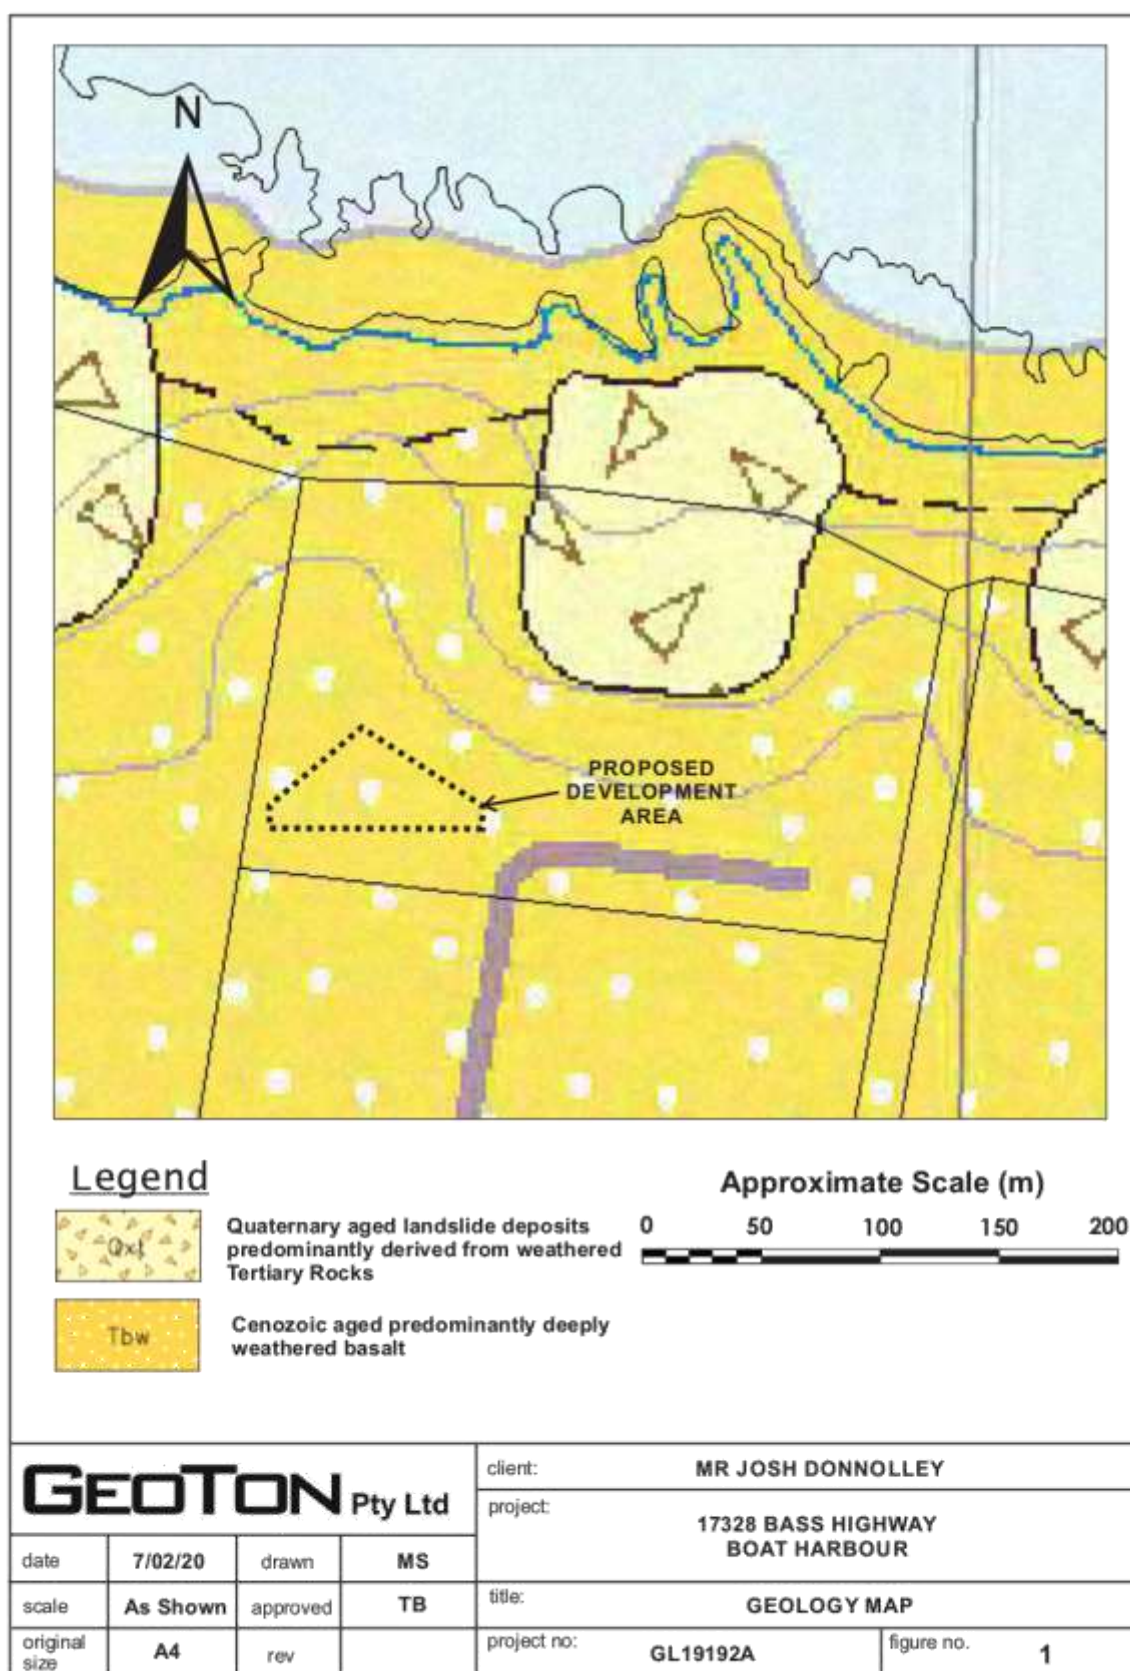 N
PROPOSED
DEVELOPMENT
AREA
Legend
Qxt
Quaternary aged landslide deposits
predominantly derived from weathered
Tertiary Rocks
Tbw
Cenozoic aged predominantly deeply
weathered basalt
Approximate Scale (m)
0 50 100 150 200
GEOTON Pty Ltd
client: MR JOSH DONNOLLEY
project:
17328 BASS HIGHWAY
BOAT HARBOUR
date 7/02/20 drawn MS
scale As Shown approved TB
title: GEOLOGY MAP
original
size A4 rev
project no: GL19192A figure no. 1